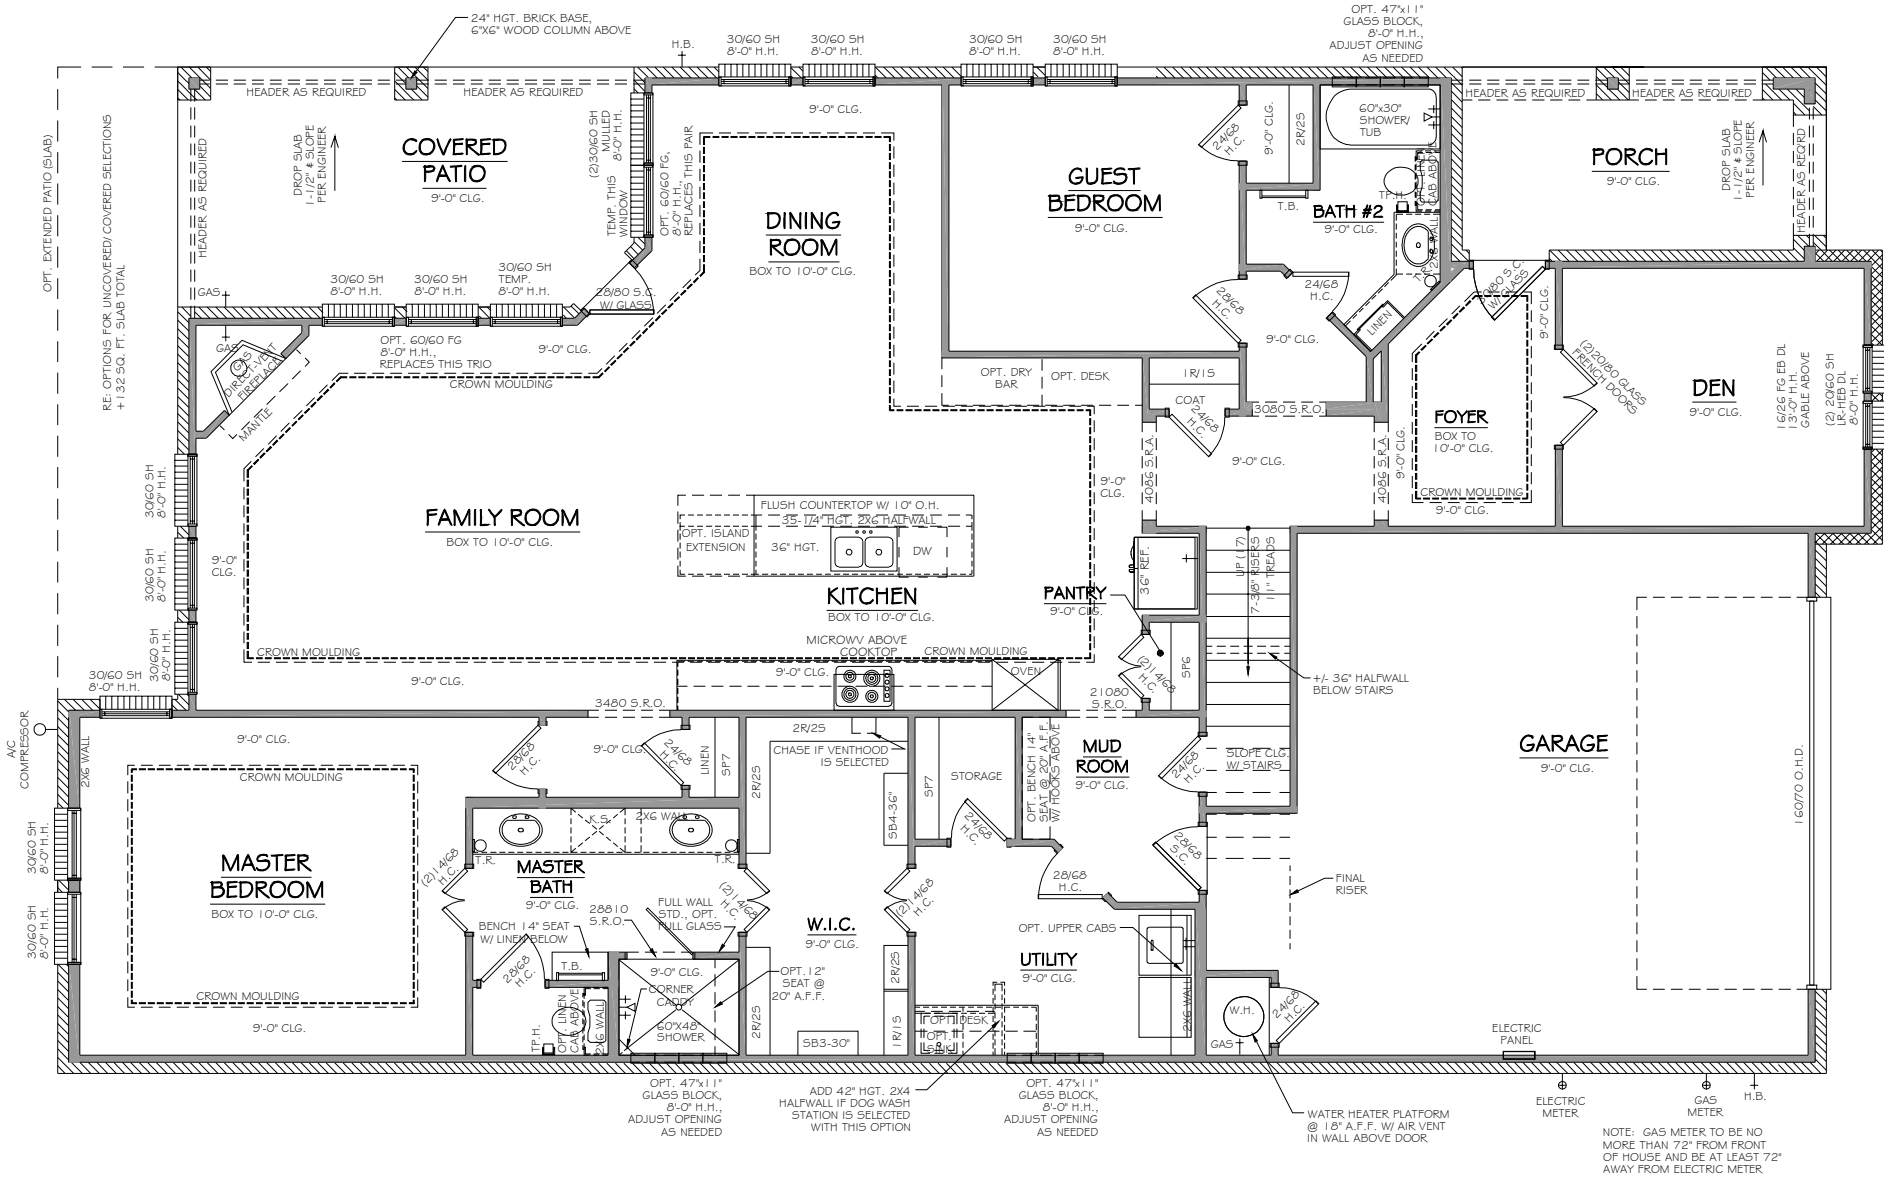 24" HGT. BRICK BASE,
6"X6" WOOD COLUMN ABOVE
H.B.
30/60 SH
8'-0" H.H.
30/60 SH
8'-0" H.H.
30/60 SH
8'-0" H.H.
30/60 SH
8'-0" H.H.
OPT. 47"x11"
GLASS BLOCK,
8'-0" H.H.,
ADJUST OPENING
AS NEEDED
HEADER AS REQUIRED
HEADER AS REQUIRED
HEADER AS REQUIRED
HEADER AS REQUIRED
OPT. EXTENDED PATIO (SLAB)
RE: OPTIONS FOR UNCOVERED/ COVERED SELECTIONS
+132 SQ. FT. SLAB TOTAL
HEADER AS REQUIRED
DROP SLAB
1-1/2" & SLOPE
PER ENGINEER
COVERED
PATIO
9'-0" CLG.
(2)30/60 SH
MULLED
8'-0" H.H.
TEMP. THIS
WINDOW
OPT. 60/60 FG,
8'-0" H.H.,
REPLACES THIS PAIR
9'-0" CLG.
DINING
ROOM
BOX TO 10'-0" CLG.
GUEST
BEDROOM
9'-0" CLG.
24/68
H.C.
9'-0" CLG.
2R/2S
60"x30"
SHOWER/
TUB
T.P.H.
OPT. LINEN
CAB ABOVE
T.B.
BATH #2
9'-0" CLG.
2X6 WALL
T.R.
PORCH
9'-0" CLG.
DROP SLAB
1-1/2" & SLOPE
PER ENGINEER
HEADER AS REQ'RD
GAS
30/60 SH
8'-0" H.H.
30/60 SH
8'-0" H.H.
30/60 SH
TEMP.
8'-0" H.H.
28/80 S.C.
W/ GLASS
28/68
H.C.
24/68
H.C.
LINEN
9'-0" CLG.
30/80 S.C.
W/ GLASS
9'-0" CLG.
GAS
GAS
DIRECT-VENT
FIREPLACE
MANTLE
OPT. 60/60 FG
8'-0" H.H.,
REPLACES THIS TRIO
9'-0" CLG.
CROWN MOULDING
OPT. DRY
BAR
OPT. DESK
1R/1S
COAT
24/68
H.C.
3080 S.R.O.
(2)20/80 GLASS
FRENCH DOORS
DEN
9'-0" CLG.
16/26 FG EB DL
13'-0" H.H.
GABLE ABOVE
(2) 20/60 SH
LR-HEB DL
8'-0" H.H.
FOYER
BOX TO
10'-0" CLG.
CROWN MOULDING
9'-0" CLG.
9'-0" CLG.
4086 S.R.A.
4086 S.R.A.
9'-0" CLG.
9'-0"
CLG.
30/60 SH
8'-0" H.H.
30/60 SH
8'-0" H.H.
30/60 SH
8'-0" H.H.
9'-0"
CLG.
FAMILY ROOM
BOX TO 10'-0" CLG.
FLUSH COUNTERTOP W/ 10" O.H.
35-1/4" HGT. 2X6 HALFWALL
OPT. ISLAND
EXTENSION
36" HGT.
DW
36" REF.
UP (17)
7-3/8" RISERS
11" TREADS
KITCHEN
BOX TO 10'-0" CLG.
PANTRY
9'-0" CLG.
MICROWV ABOVE
COOKTOP
CROWN MOULDING
CROWN MOULDING
9'-0" CLG.
OVEN
(2)14/68
H.C.
SP6
9'-0" CLG.
+/- 36" HALFWALL
BELOW STAIRS
30/60 SH
8'-0" H.H.
3480 S.R.O.
21080
S.R.O.
A/C
COMPRESSOR
2X6 WALL
9'-0" CLG.
CROWN MOULDING
28/68
H.C.
9'-0" CLG.
24/68
H.C.
LINEN
SP7
2R/2S
CHASE IF VENTHOOD
IS SELECTED
2R/2S
SB4-36"
SP7
STORAGE
24/68
H.C.
OPT. BENCH 14"
SEAT @ 20" A.F.F.
W/ HOOKS ABOVE
MUD
ROOM
9'-0" CLG.
24/68
H.C.
SLOPE CLG.
W/ STAIRS
GARAGE
9'-0" CLG.
160/70 O.H.D.
30/60 SH
8'-0" H.H.
30/60 SH
8'-0" H.H.
MASTER
BEDROOM
BOX TO 10'-0" CLG.
CROWN MOULDING
9'-0" CLG.
K.S.
2X6 WALL
T.R.
T.R.
(2)14/68
H.C.
MASTER
BATH
9'-0" CLG.
28810
S.R.O.
FULL WALL
STD., OPT.
FULL GLASS
(2)14/68
H.C.
BENCH 14" SEAT
W/ LINEN BELOW
T.B.
28/68
H.C.
9'-0" CLG.
CORNER
CADDY
60"X48"
SHOWER
OPT.12"
SEAT @
20" A.F.F.
T.P.H.
OPT. LINEN
CAB ABOVE
2X6 WALL
W.I.C.
9'-0" CLG.
(2)14/68
H.C.
2R/2S
2R/2S
1R/1S
SB3-30"
28/68
H.C.
28/68
S.C.
FINAL
RISER
OPT. UPPER CABS
UTILITY
9'-0" CLG.
2X6 WALL
OPT DESK
OPT.
SINK
W.H.
GAS
24/68
H.C.
ELECTRIC
PANEL
OPT. 47"x11"
GLASS BLOCK,
8'-0" H.H.,
ADJUST OPENING
AS NEEDED
ADD 42" HGT. 2X4
HALFWALL IF DOG WASH
STATION IS SELECTED
WITH THIS OPTION
OPT. 47"x11"
GLASS BLOCK,
8'-0" H.H.,
ADJUST OPENING
AS NEEDED
WATER HEATER PLATFORM
@ 18" A.F.F. W/ AIR VENT
IN WALL ABOVE DOOR
ELECTRIC
METER
GAS
METER
H.B.
NOTE: GAS METER TO BE NO
MORE THAN 72" FROM FRONT
OF HOUSE AND BE AT LEAST 72"
AWAY FROM ELECTRIC METER